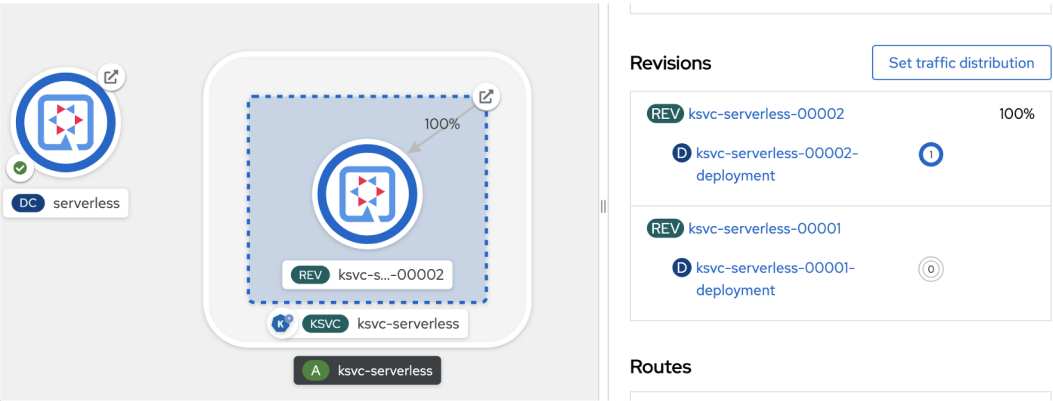 100%
DC serverless
REV ksvc-s...-00002
KSVC ksvc-serverless
A ksvc-serverless
Revisions
Set traffic distribution
REV ksvc-serverless-00002 100%
D ksvc-serverless-00002-
deployment
1
REV ksvc-serverless-00001
D ksvc-serverless-00001-
deployment
0
Routes